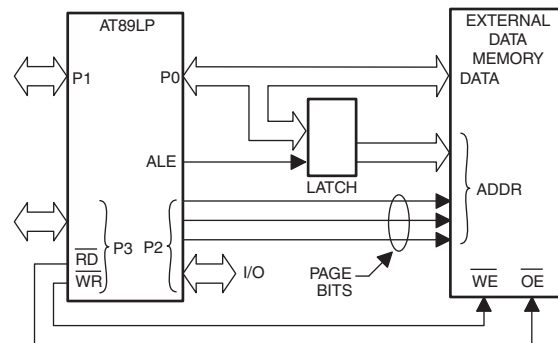 AT89LP
EXTERNAL
DATA
MEMORY
P1
P0
DATA
ALE
LATCH
ADDR
P3
P2
RD
WR
I/O
PAGE
BITS
WE
OE